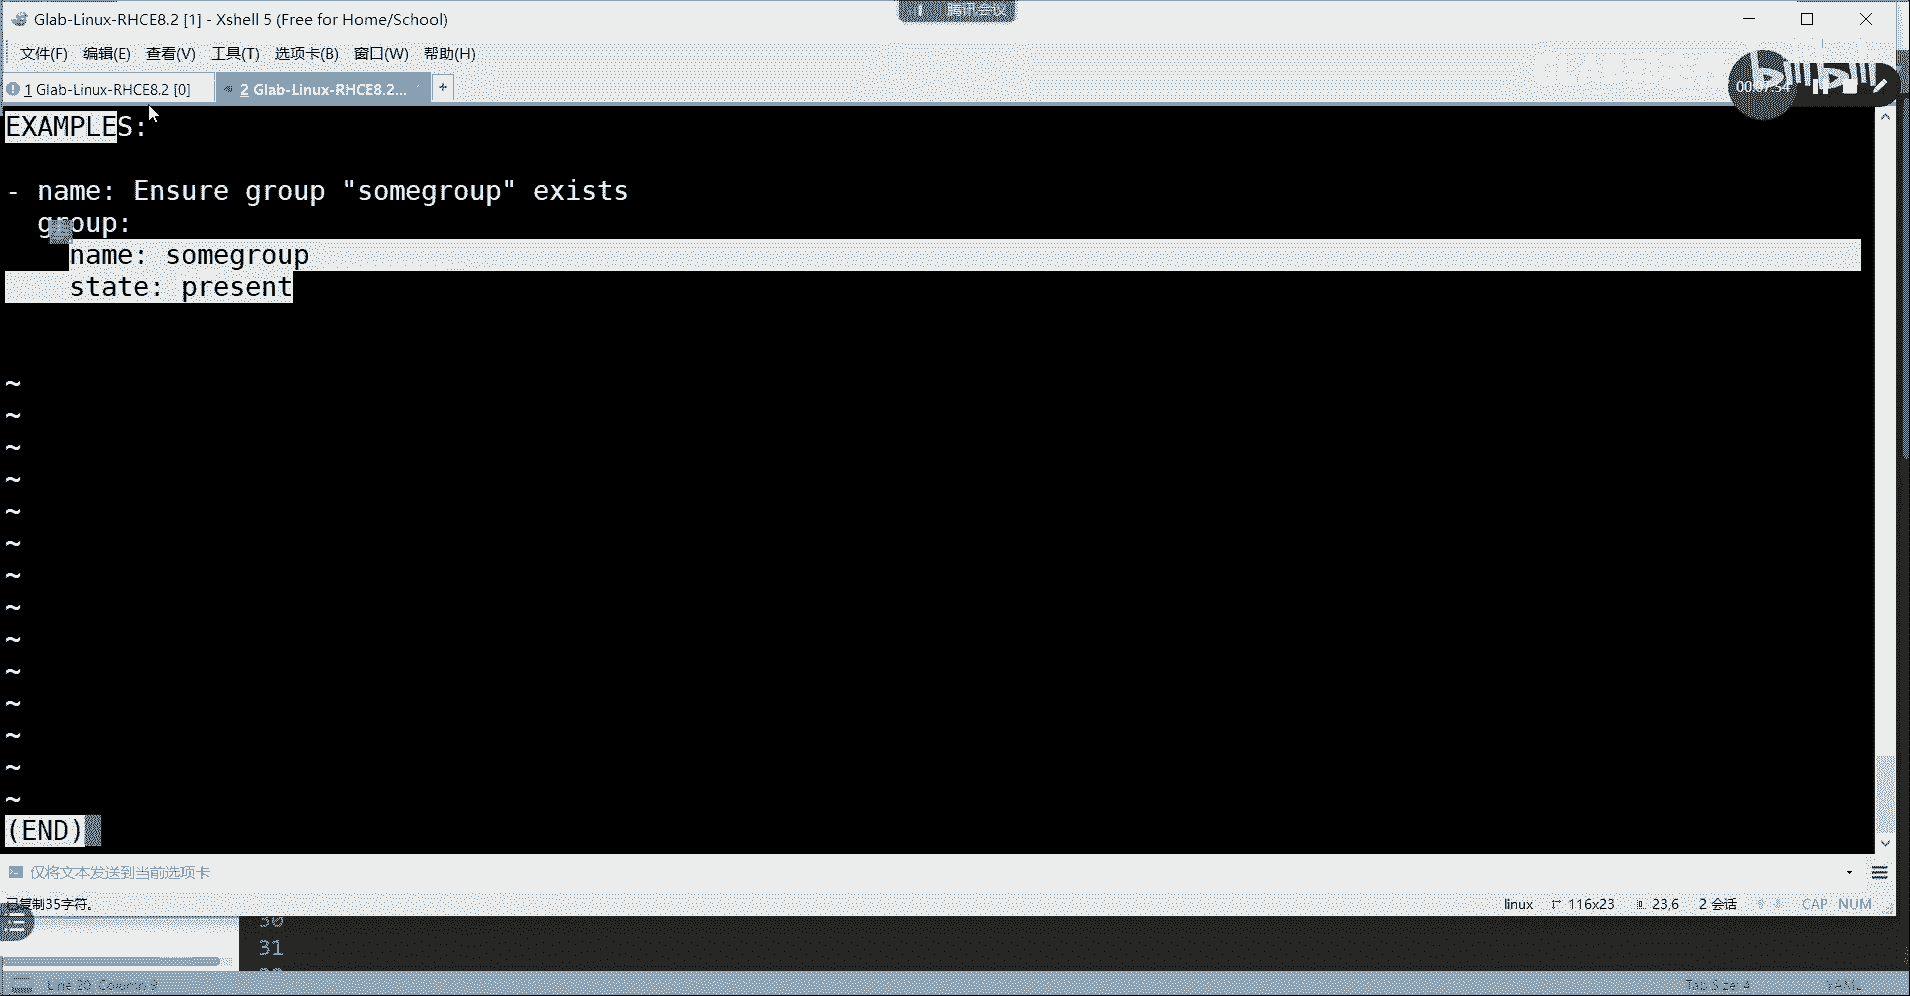 Glab-Linux-RHCE8.2 [1] - Xshell 5 (Free for Home/School)
腾讯会议
文件(F) 编辑(E) 查看(V) 工具(T) 选项卡(B) 窗口(W) 帮助(H)
1 Glab-Linux-RHCE8.2 [0]
2 Glab-Linux-RHCE8.2...
+
00:07:54
EXAMPLES:
- name: Ensure group "somegroup" exists
group:
name: somegroup
state: present
~
~
~
~
~
~
~
~
~
~
~
~
~
~
(END)
仅将文本发送到当前选项卡
已复制35字符。
linux 116x23 23,6 2 会话 CAP NUM
30
31
Tab Size: 4 YAML